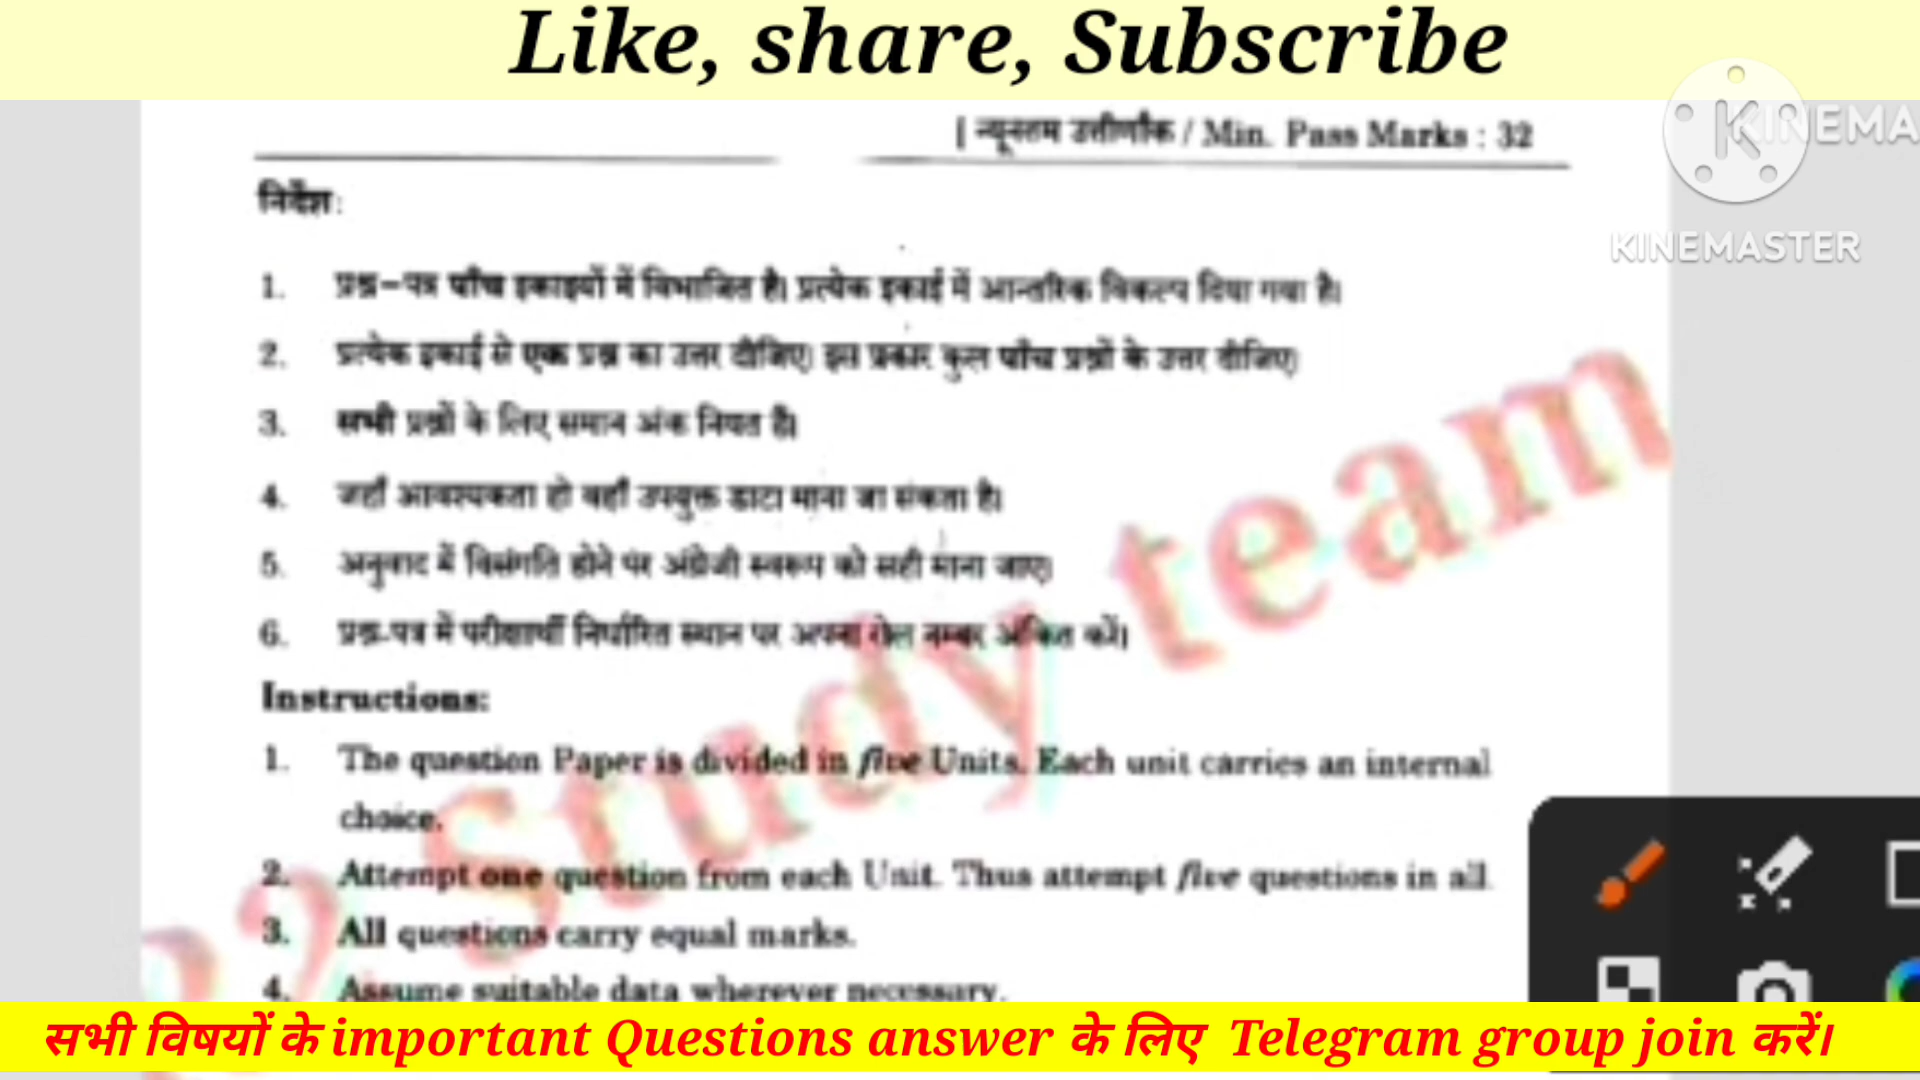 Like, share, Subscribe
[ न्यूनतम उत्तीर्णांक / Min. Pass Marks : 32
KINEMA
KINEMASTER
निर्देश:
1. प्रश्न-पत्र पाँच इकाइयों में विभाजित है। प्रत्येक इकाई में आन्तरिक विकल्प दिया गया है।
2. प्रत्येक इकाई से एक प्रश्न का उत्तर दीजिए। इस प्रकार कुल पाँच प्रश्नों के उत्तर दीजिए।
3. सभी प्रश्नों के लिए समान अंक नियत है।
4. जहाँ आवश्यकता हो वहाँ उपयुक्त डाटा माना जा सकता है।
5. अनुवाद में विसंगति होने पर अंग्रेजी स्वरूप को सही माना जाए।
6. प्रश्न-पत्र में परीक्षार्थी निर्धारित स्थान पर अपना रोल नम्बर अंकित करें।
Instructions:
1. The question Paper is divided in five Units. Each unit carries an internal
choice.
2. Attempt one question from each Unit. Thus attempt five questions in all.
3. All questions carry equal marks.
4. Assume suitable data wherever necessary.
Study team
सभी विषयों के important Questions answer के लिए Telegram group join करें।